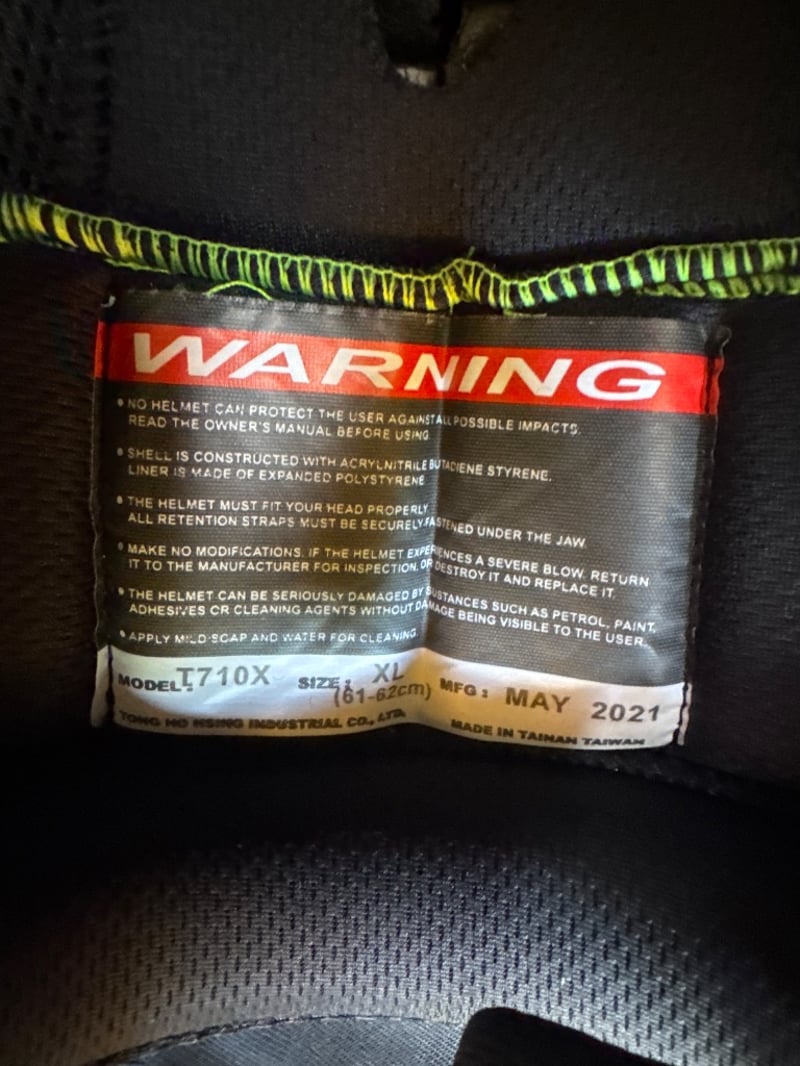 WARNING
• NO HELMET CAN PROTECT THE USER AGAINST ALL POSSIBLE IMPACTS.
READ THE OWNER'S MANUAL BEFORE USING.
• SHELL IS CONSTRUCTED WITH ACRYLNITRILE BUTADIENE STYRENE.
LINER IS MADE OF EXPANDED POLYSTYRENE
• THE HELMET MUST FIT YOUR HEAD PROPERLY
ALL RETENTION STRAPS MUST BE SECURELY FASTENED UNDER THE JAW.
• MAKE NO MODIFICATIONS. IF THE HELMET EXPERIENCES A SEVERE BLOW. RETURN
IT TO THE MANUFACTURER FOR INSPECTION. OR DESTROY IT AND REPLACE IT.
• THE HELMET CAN BE SERIOUSLY DAMAGED BY SUSTANCES SUCH AS PETROL. PAINT.
ADHESIVES OR CLEANING AGENTS WITHOUT DAMAGE BEING VISIBLE TO THE USER.
• APPLY MILD SOAP AND WATER FOR CLEANING.
MODEL: T710X SIZE: XL (61-62cm) MFG: MAY 2021
TONG HO HSING INDUSTRIAL CO., LTD. MADE IN TAINAN TAIWAN